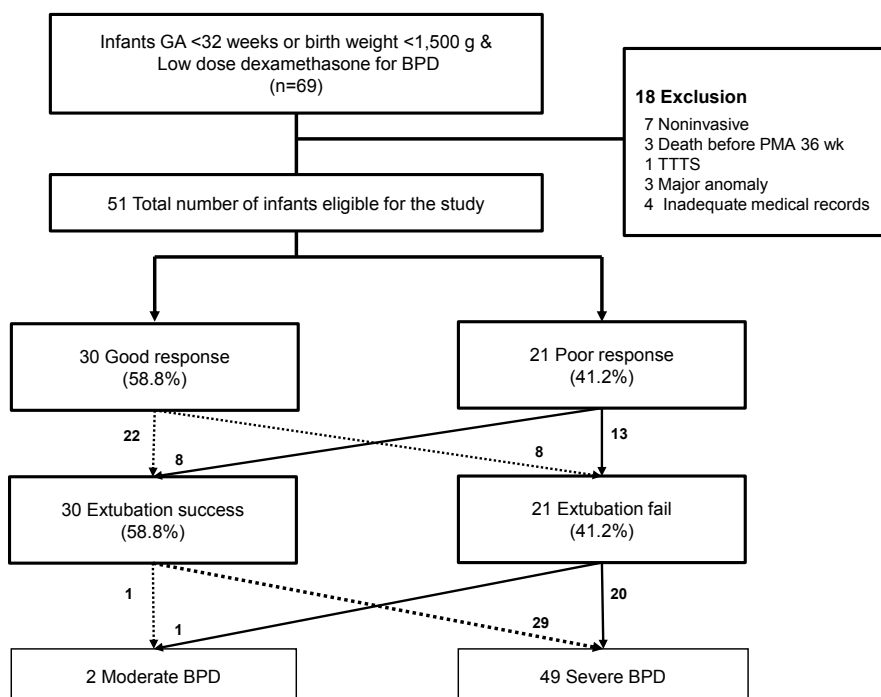 Infants GA <32 weeks or birth weight <1,500 g &
Low dose dexamethasone for BPD
(n=69)
18 Exclusion
7 Noninvasive
3 Death before PMA 36 wk
1 TTTS
3 Major anomaly
4 Inadequate medical records
51 Total number of infants eligible for the study
30 Good response
(58.8%)
21 Poor response
(41.2%)
22
8
8
13
30 Extubation success
(58.8%)
21 Extubation fail
(41.2%)
1
1
29
20
2 Moderate BPD
49 Severe BPD